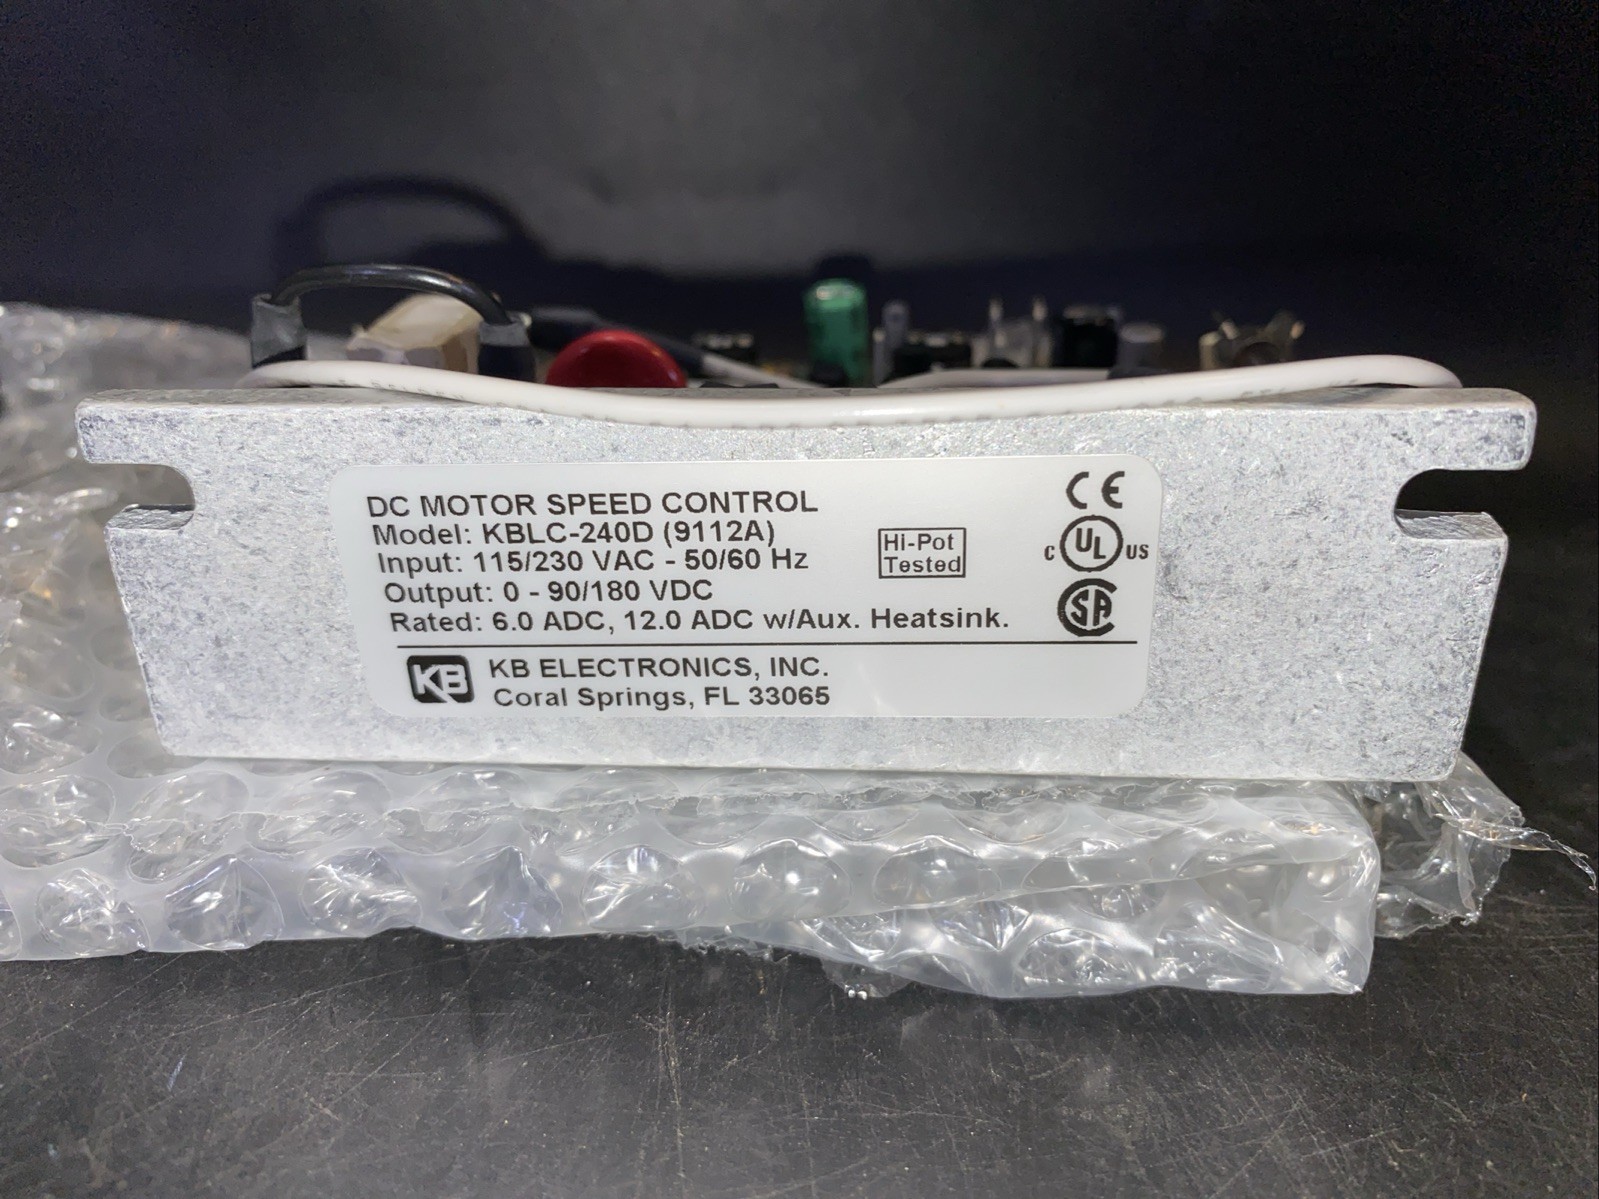 DC MOTOR SPEED CONTROL
Model: KBLC-240D (9112A)
Input: 115/230 VAC - 50/60 Hz
Output: 0 - 90/180 VDC
Rated: 6.0 ADC, 12.0 ADC w/Aux. Heatsink.
Hi-Pot
Tested
CE
C UL US
SA
KB
KB ELECTRONICS, INC.
Coral Springs, FL 33065